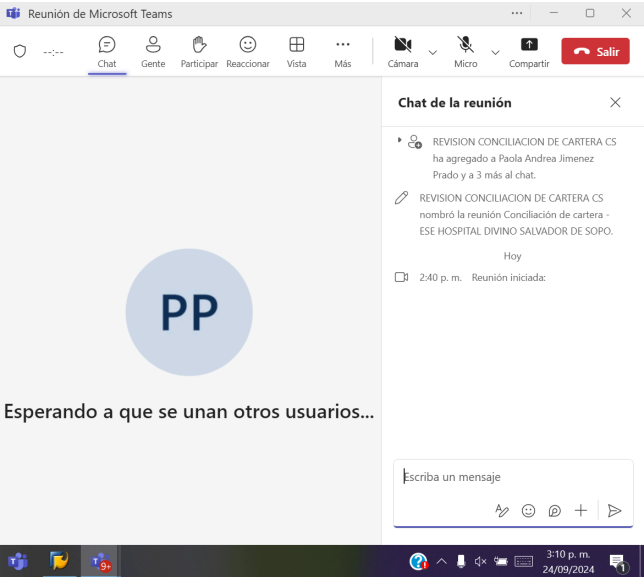 Reunión de Microsoft Teams
--:--
Chat
Gente
Participar
Reaccionar
Vista
Más
Cámara
Micro
Compartir
Salir
Chat de la reunión
REVISION CONCILIACION DE CARTERA CS
ha agregado a Paola Andrea Jimenez
Prado y a 3 más al chat.
REVISION CONCILIACION DE CARTERA CS
nombró la reunión Conciliación de cartera -
ESE HOSPITAL DIVINO SALVADOR DE SOPO.
Hoy
2:40 p. m. Reunión iniciada:
PP
Esperando a que se unan otros usuarios...
Escriba un mensaje
9+
3:10 p. m.
24/09/2024
1